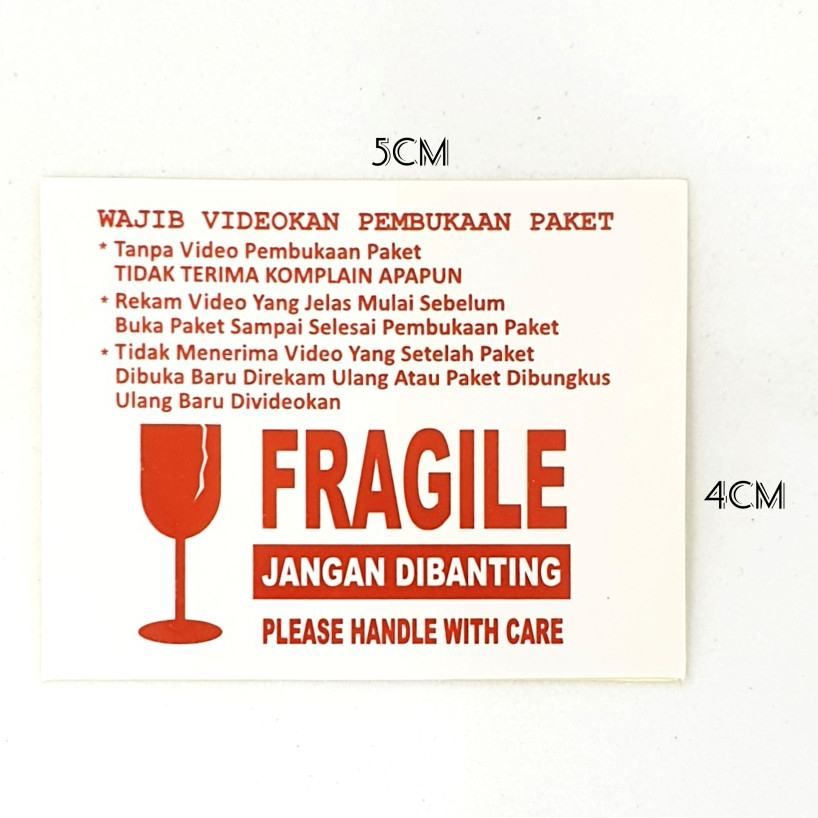 5CM
WAJIB VIDEOKAN PEMBUKAAN PAKET
* Tanpa Video Pembukaan Paket
TIDAK TERIMA KOMPLAIN APAPUN
* Rekam Video Yang Jelas Mulai Sebelum
Buka Paket Sampai Selesai Pembukaan Paket
* Tidak Menerima Video Yang Setelah Paket
Dibuka Baru Direkam Ulang Atau Paket Dibungkus
Ulang Baru Divideokan
FRAGILE
4CM
JANGAN DIBANTING
PLEASE HANDLE WITH CARE